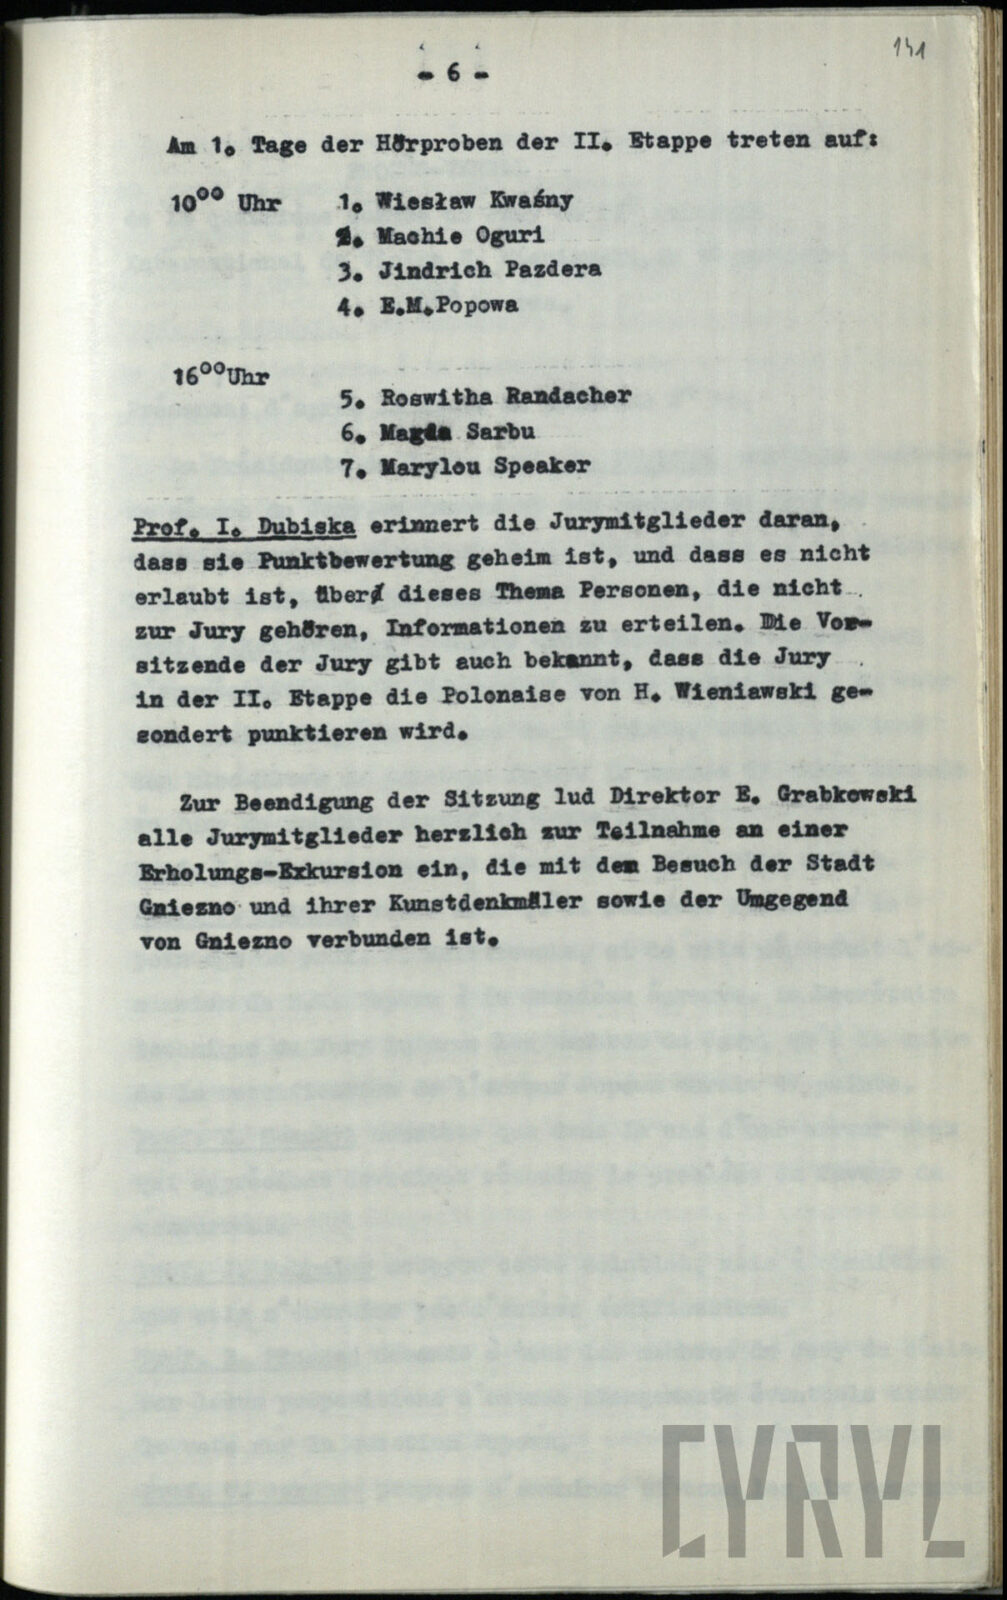 141
- 6 -
Am 1. Tage der Hörproben der II. Etappe treten auf:
10⁰⁰ Uhr 1. Wiesław Kwaśny
2. Machie Oguri
3. Jindrich Pazdera
4. E.M.Popowa
16⁰⁰Uhr
5. Roswitha Randacher
6. Magda Sarbu
7. Marylou Speaker
Prof. I. Dubiska erinnert die Jurymitglieder daran,
dass sie Punktbewertung geheim ist, und dass es nicht
erlaubt ist, über dieses Thema Personen, die nicht
zur Jury gehören, Informationen zu erteilen. Die Vor-
sitzende der Jury gibt auch bekannt, dass die Jury
in der II. Etappe die Polonaise von H. Wieniawski ge-
sondert punktieren wird.
Zur Beendigung der Sitzung lud Direktor E. Grabkowski
alle Jurymitglieder herzlich zur Teilnahme an einer
Erholungs-Exkursion ein, die mit dem Besuch der Stadt
Gniezno und ihrer Kunstdenkmäler sowie der Umgegend
von Gniezno verbunden ist.
CYRYL